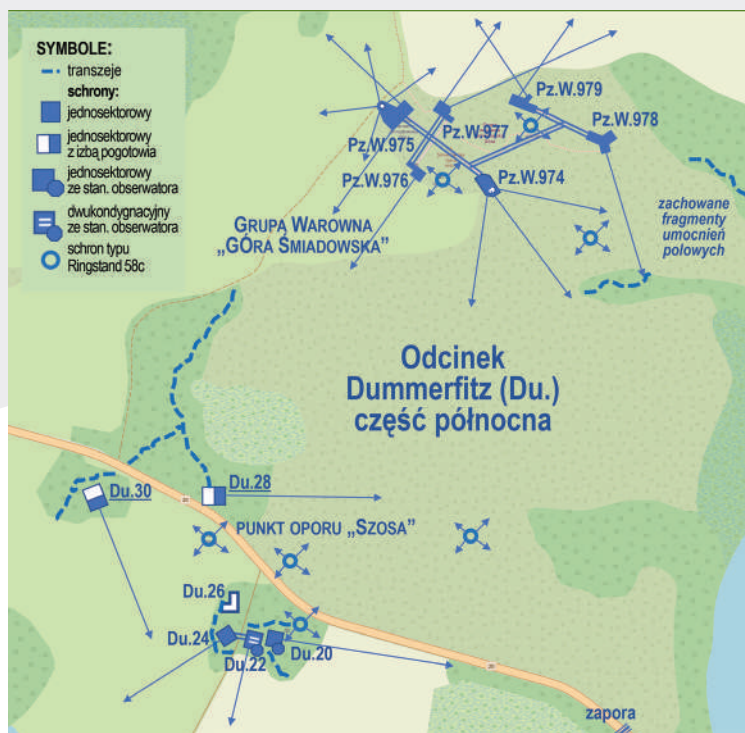 SYMBOLE:
transzeje
schrony:
jednosektorowy
jednosektorowy
z izbą pogotowia
jednosektorowy
ze stan. obserwatora
dwukondygnacyjny
ze stan. obserwatora
schron typu
Ringstand 58c
Pz.W.979
Pz.W.978
Pz.W.977
Pz.W.975
Pz.W.976
Pz.W.974
GRUPA WAROWNA
„GÓRA ŚMIADOWSKA”
zachowane
fragmenty
umocnień
polowych
Odcinek
Dummerfitz (Du.)
część północna
Du.30
Du.28
PUNKT OPORU „SZOSA”
Du.26
Du.24
Du.22
Du.20
zapora